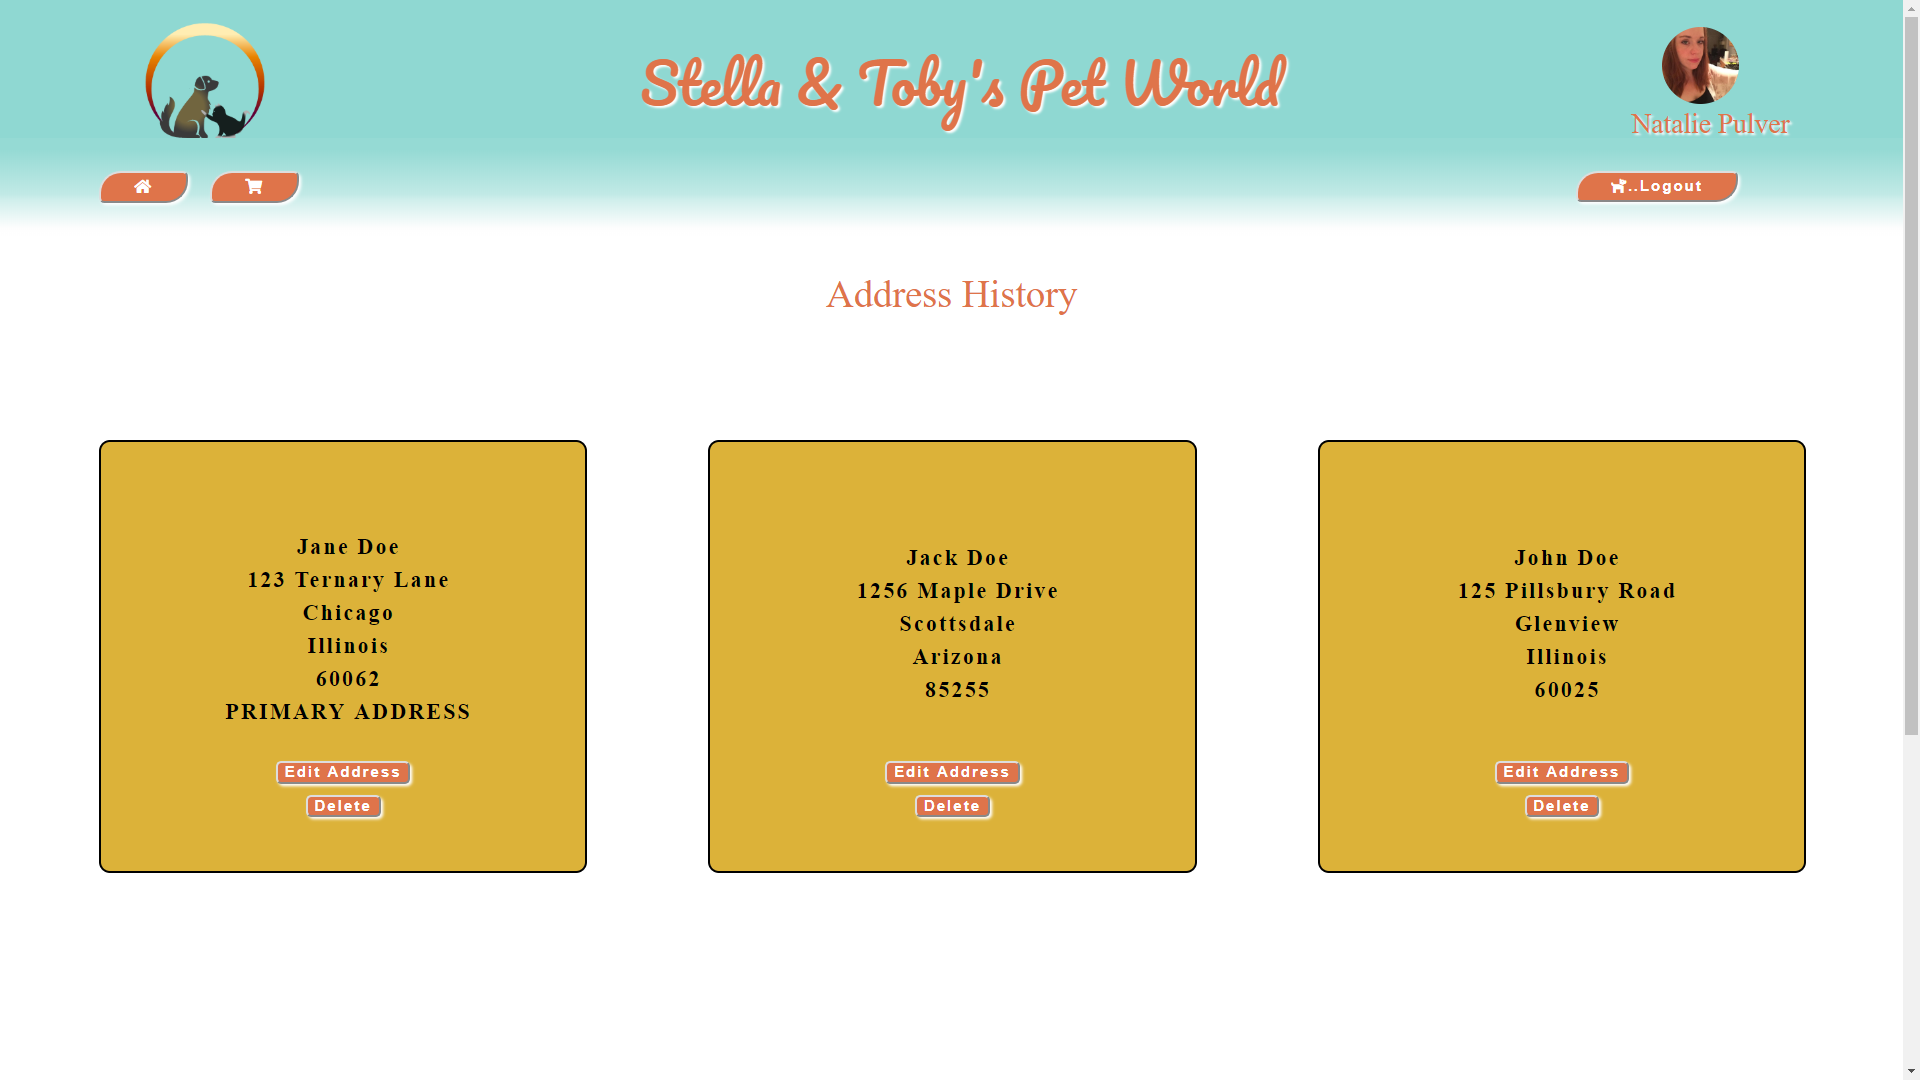 Stella & Toby's Pet World
Natalie Pulver
..Logout
Address History
Jane Doe
123 Ternary Lane
Chicago
Illinois
60062
PRIMARY ADDRESS
Edit Address
Delete
Jack Doe
1256 Maple Drive
Scottsdale
Arizona
85255
Edit Address
Delete
John Doe
125 Pillsbury Road
Glenview
Illinois
60025
Edit Address
Delete